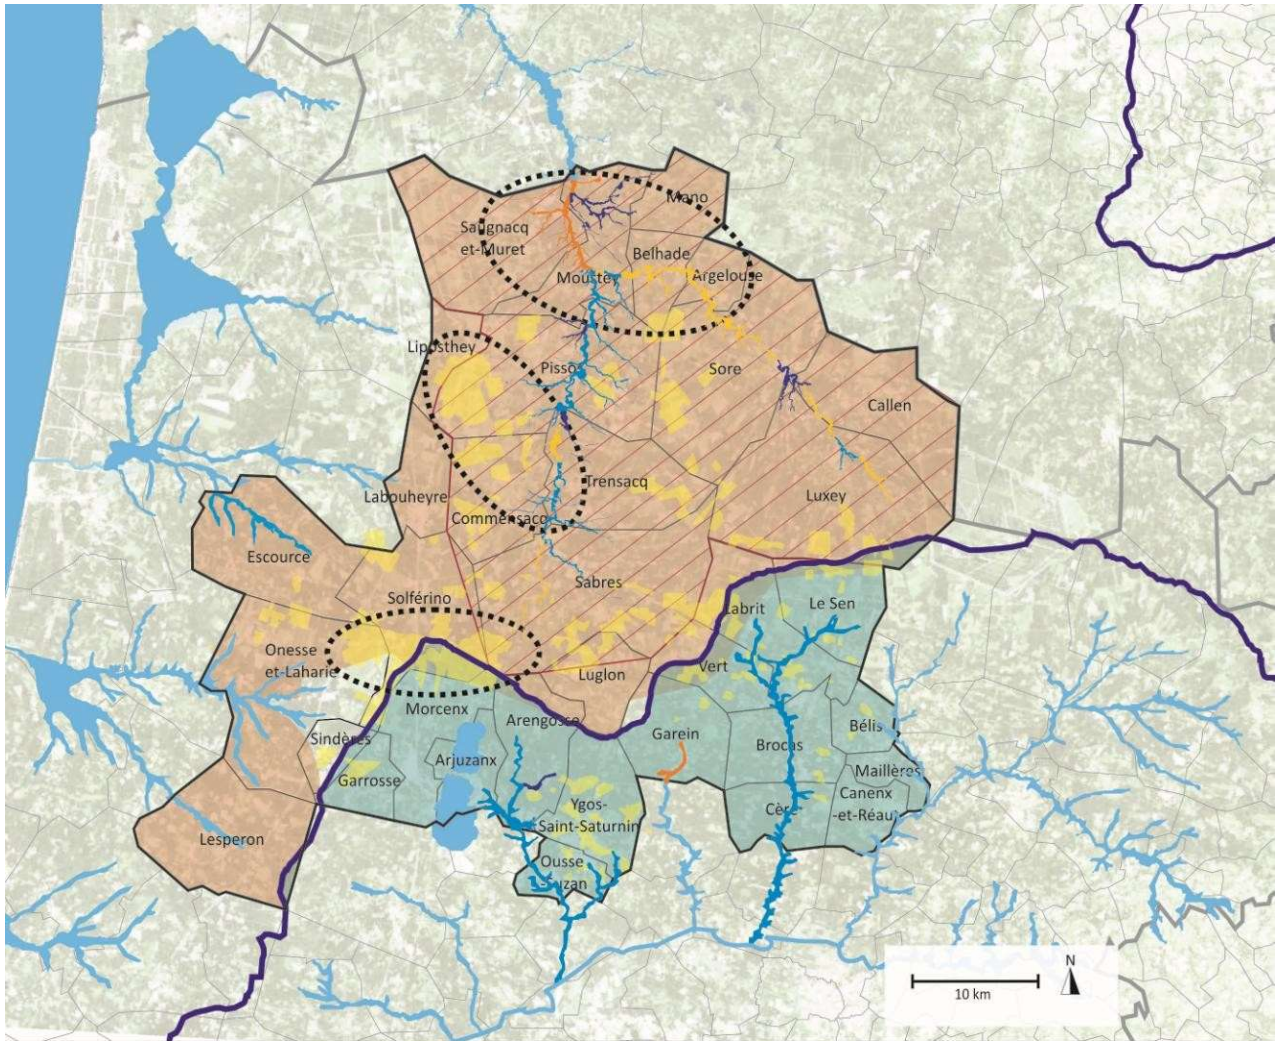 Mano
Saugnacq
et-Muret
Belhade
Moustey
Argelouse
Liposthey
Pissos
Sore
Callen
Trensacq
Labouheyre
Luxey
Commensacq
Escource
Sabres
Solférino
Le Sen
Labrit
Onesse
et-Laharie
Vert
Luglon
Morcenx
Arengosse
Bélis
Garein
Sindères
Brocas
Arjuzanx
Maillères
Garrosse
Canenx
-et-Réau
Ygos-
Saint-Saturnin
Cère
Lesperon
Ousse
-Suzan
N
10 km